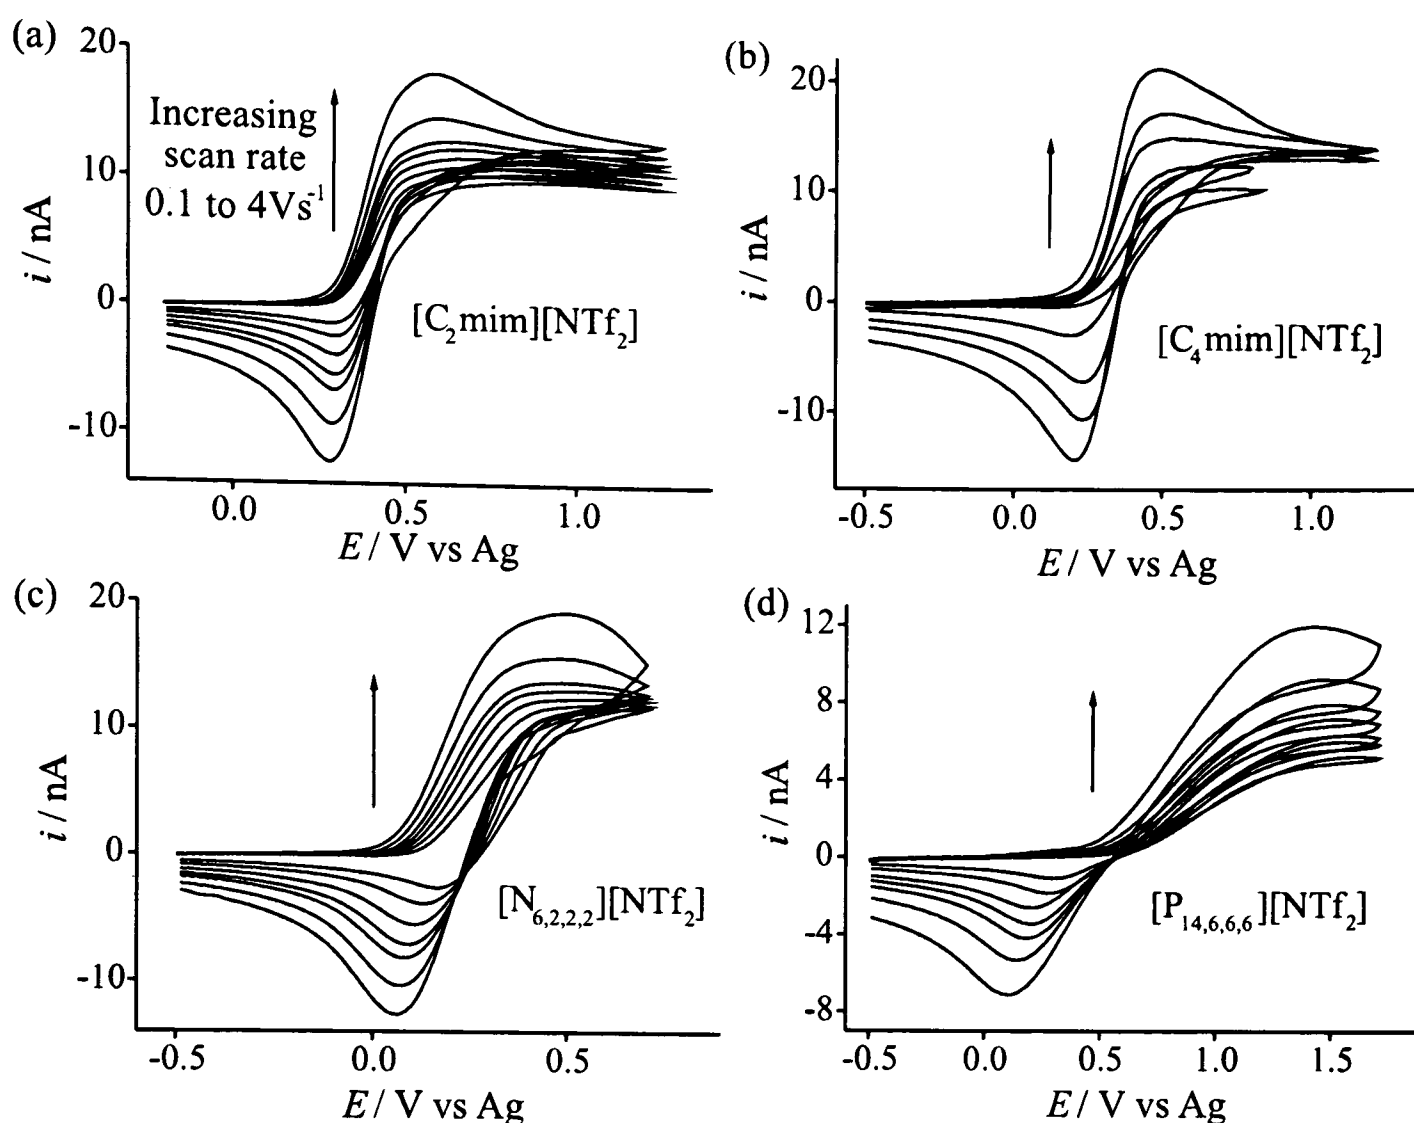 (a)
20
10
0
-10
i / nA
Increasing
scan rate
0.1 to 4Vs⁻¹
[C₂mim][NTf₂]
0.0 0.5 1.0
E / V vs Ag
(b)
20
10
0
-10
i / nA
[C₄mim][NTf₂]
-0.5 0.0 0.5 1.0
E / V vs Ag
(c)
20
10
0
-10
i / nA
[N₆,₂,₂,₂][NTf₂]
-0.5 0.0 0.5
E / V vs Ag
(d)
12
8
4
0
-4
-8
i / nA
[P₁₄,₆,₆,₆][NTf₂]
-0.5 0.0 0.5 1.0 1.5
E / V vs Ag